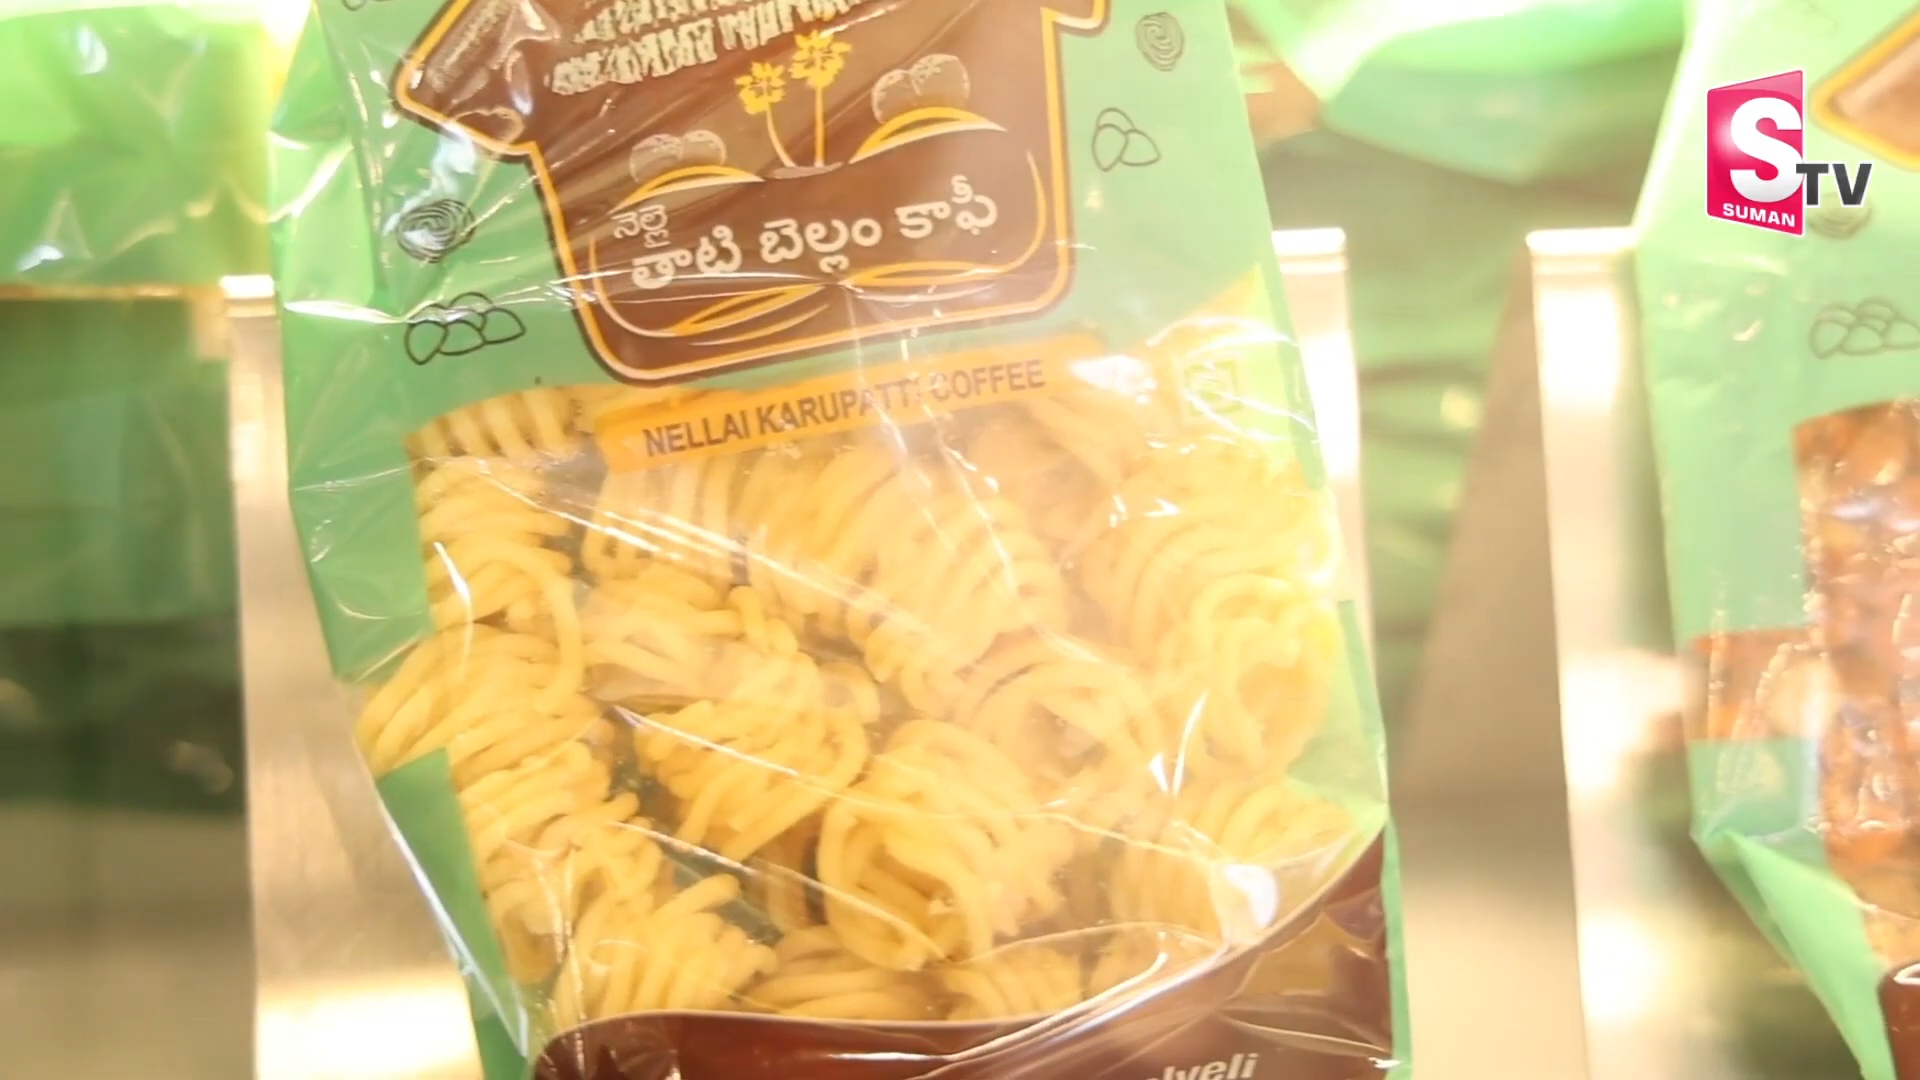 నెల్లై
తాటి బెల్లం కాఫీ
NELLAI KARUPATTI COFFEE
S TV
SUMAN